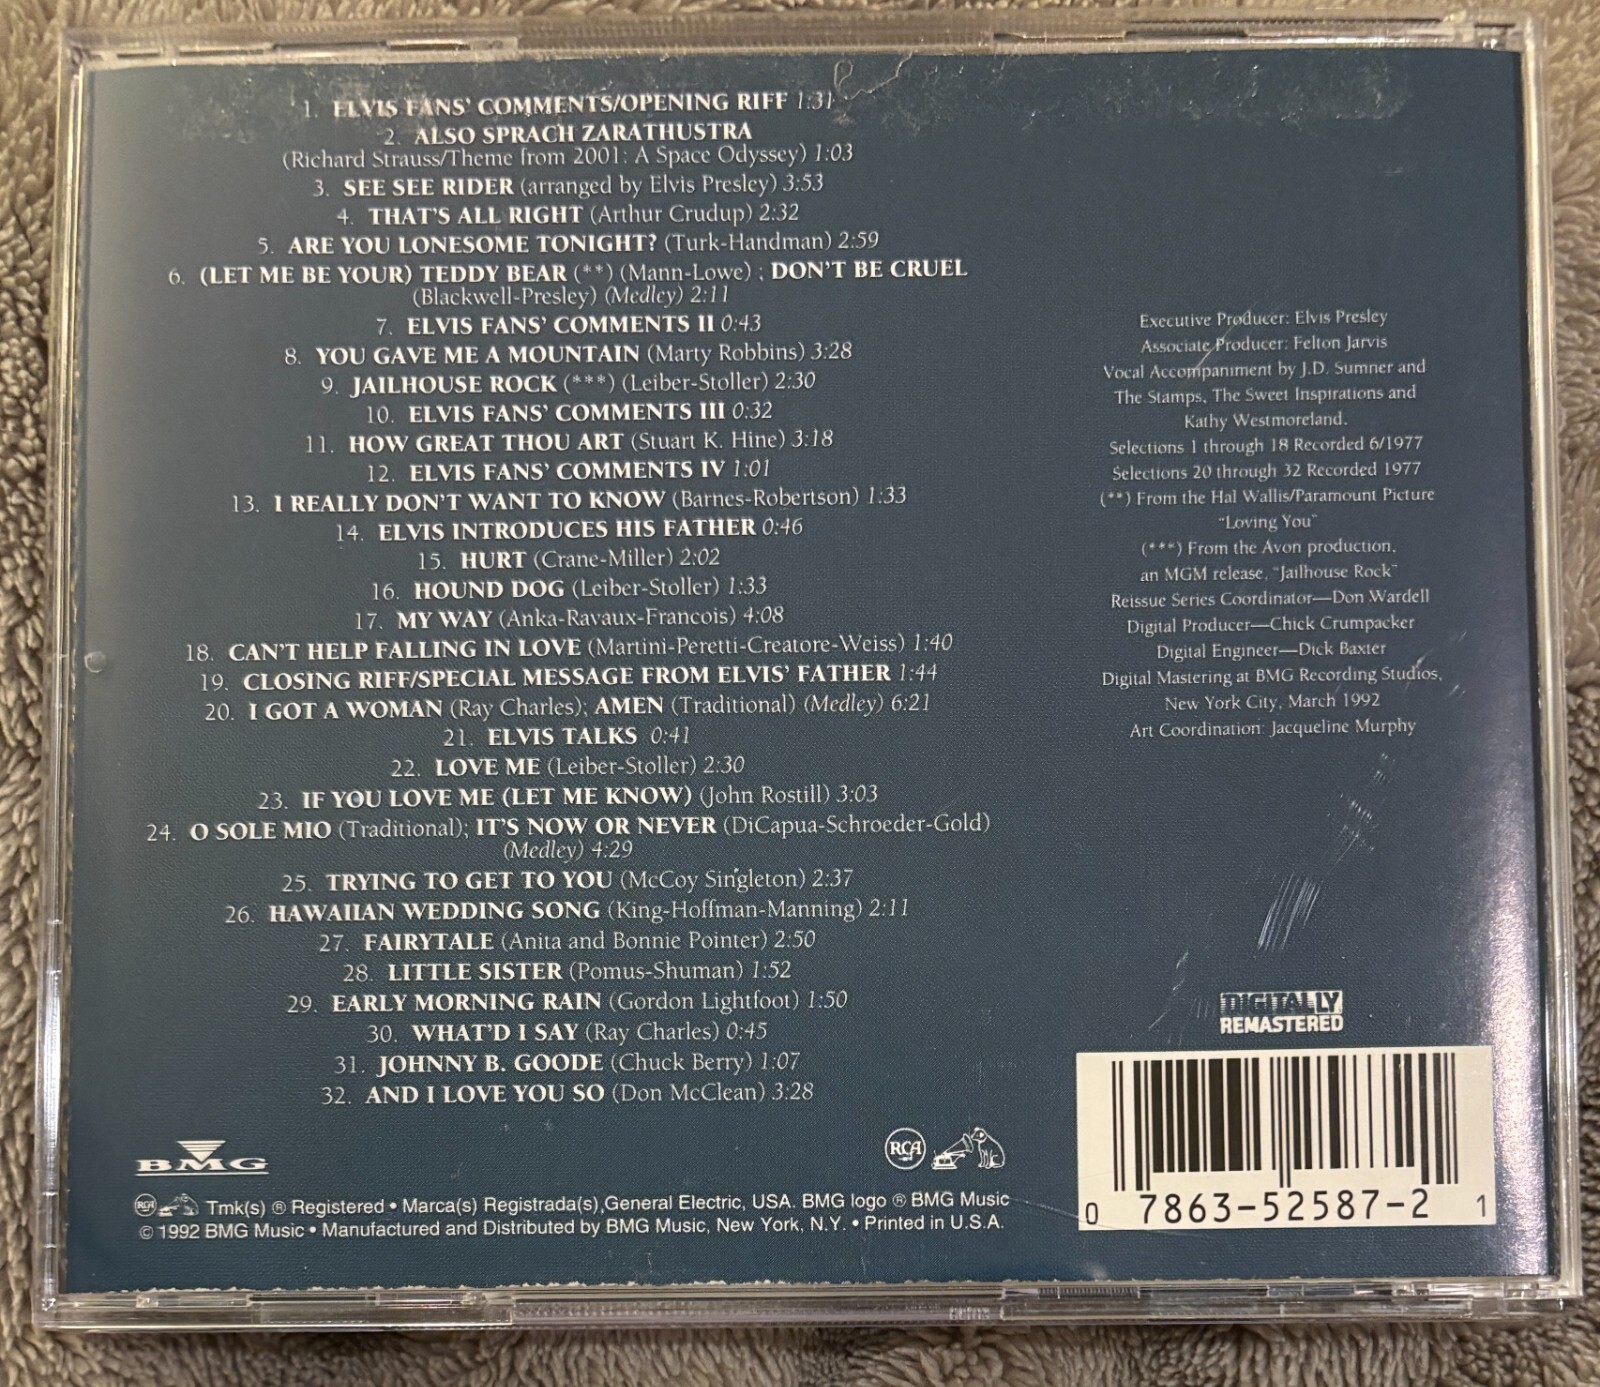 1. ELVIS FANS' COMMENTS/OPENING RIFF 1:31
2. ALSO SPRACH ZARATHUSTRA
(Richard Strauss/Theme from 2001: A Space Odyssey) 1:03
3. SEE SEE RIDER (arranged by Elvis Presley) 3:53
4. THAT'S ALL RIGHT (Arthur Crudup) 2:32
5. ARE YOU LONESOME TONIGHT? (Turk-Handman) 2:59
6. (LET ME BE YOUR) TEDDY BEAR (**) (Mann-Lowe) ; DON'T BE CRUEL
(Blackwell-Presley) (Medley) 2:11
7. ELVIS FANS' COMMENTS II 0:43
8. YOU GAVE ME A MOUNTAIN (Marty Robbins) 3:28
9. JAILHOUSE ROCK (***) (Leiber-Stoller) 2:30
10. ELVIS FANS' COMMENTS III 0:32
11. HOW GREAT THOU ART (Stuart K. Hine) 3:18
12. ELVIS FANS' COMMENTS IV 1:01
13. I REALLY DON'T WANT TO KNOW (Barnes-Robertson) 1:33
14. ELVIS INTRODUCES HIS FATHER 0:46
15. HURT (Crane-Miller) 2:02
16. HOUND DOG (Leiber-Stoller) 1:33
17. MY WAY (Anka-Ravaux-Francois) 4:08
18. CAN'T HELP FALLING IN LOVE (Martini-Peretti-Creatore-Weiss) 1:40
19. CLOSING RIFF/SPECIAL MESSAGE FROM ELVIS' FATHER 1:44
20. I GOT A WOMAN (Ray Charles); AMEN (Traditional) (Medley) 6:21
21. ELVIS TALKS 0:41
22. LOVE ME (Leiber-Stoller) 2:30
23. IF YOU LOVE ME (LET ME KNOW) (John Rostill) 3:03
24. O SOLE MIO (Traditional); IT'S NOW OR NEVER (DiCapua-Schroeder-Gold)
(Medley) 4:29
25. TRYING TO GET TO YOU (McCoy Singleton) 2:37
26. HAWAIIAN WEDDING SONG (King-Hoffman-Manning) 2:11
27. FAIRYTALE (Anita and Bonnie Pointer) 2:50
28. LITTLE SISTER (Pomus-Shuman) 1:52
29. EARLY MORNING RAIN (Gordon Lightfoot) 1:50
30. WHAT'D I SAY (Ray Charles) 0:45
31. JOHNNY B. GOODE (Chuck Berry) 1:07
32. AND I LOVE YOU SO (Don McClean) 3:28
Executive Producer: Elvis Presley
Associate Producer: Felton Jarvis
Vocal Accompaniment by J.D. Sumner and
The Stamps, The Sweet Inspirations and
Kathy Westmoreland.
Selections 1 through 18 Recorded 6/1977
Selections 20 through 32 Recorded 1977
(**) From the Hal Wallis/Paramount Picture
"Loving You"
(***) From the Avon production,
an MGM release, "Jailhouse Rock"
Reissue Series Coordinator—Don Wardell
Digital Producer—Chick Crumpacker
Digital Engineer—Dick Baxter
Digital Mastering at BMG Recording Studios,
New York City, March 1992
Art Coordination: Jacqueline Murphy
DIGITALLY
REMASTERED
0 7863-52587-2 1
BMG
RCA
RCA Tmk(s) ® Registered • Marca(s) Registrada(s), General Electric, USA. BMG logo ® BMG Music
© 1992 BMG Music • Manufactured and Distributed by BMG Music, New York, N.Y. • Printed in U.S.A.